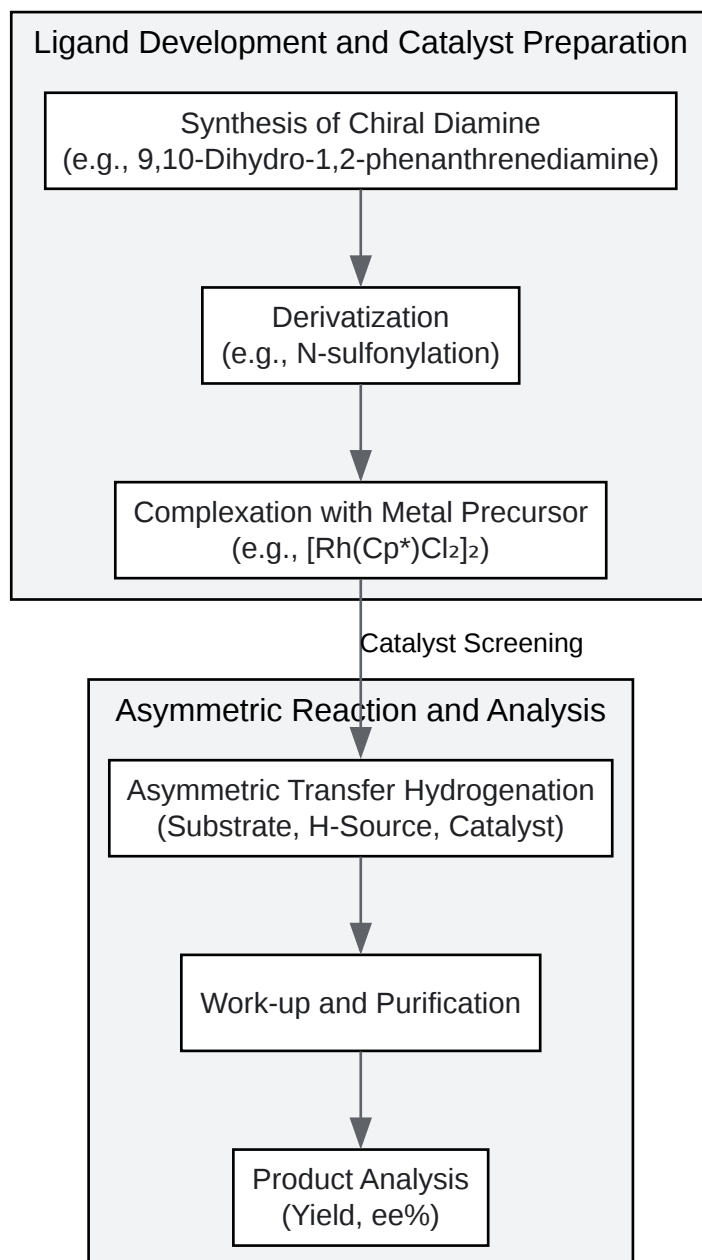 Ligand Development and Catalyst Preparation
Synthesis of Chiral Diamine
(e.g., 9,10-Dihydro-1,2-phenanthrenediamine)
Derivatization
(e.g., N-sulfonylation)
Complexation with Metal Precursor
(e.g., [Rh(Cp*)Cl₂]₂)
Catalyst Screening
Asymmetric Reaction and Analysis
Asymmetric Transfer Hydrogenation
(Substrate, H-Source, Catalyst)
Work-up and Purification
Product Analysis
(Yield, ee%)